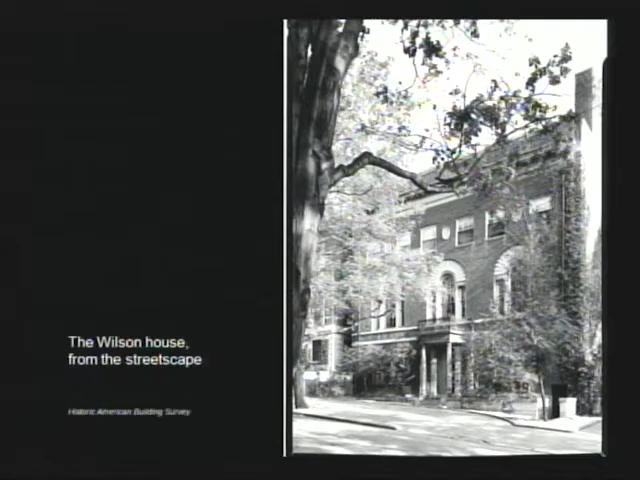 The Wilson house,
from the streetscape
Historic American Building Survey